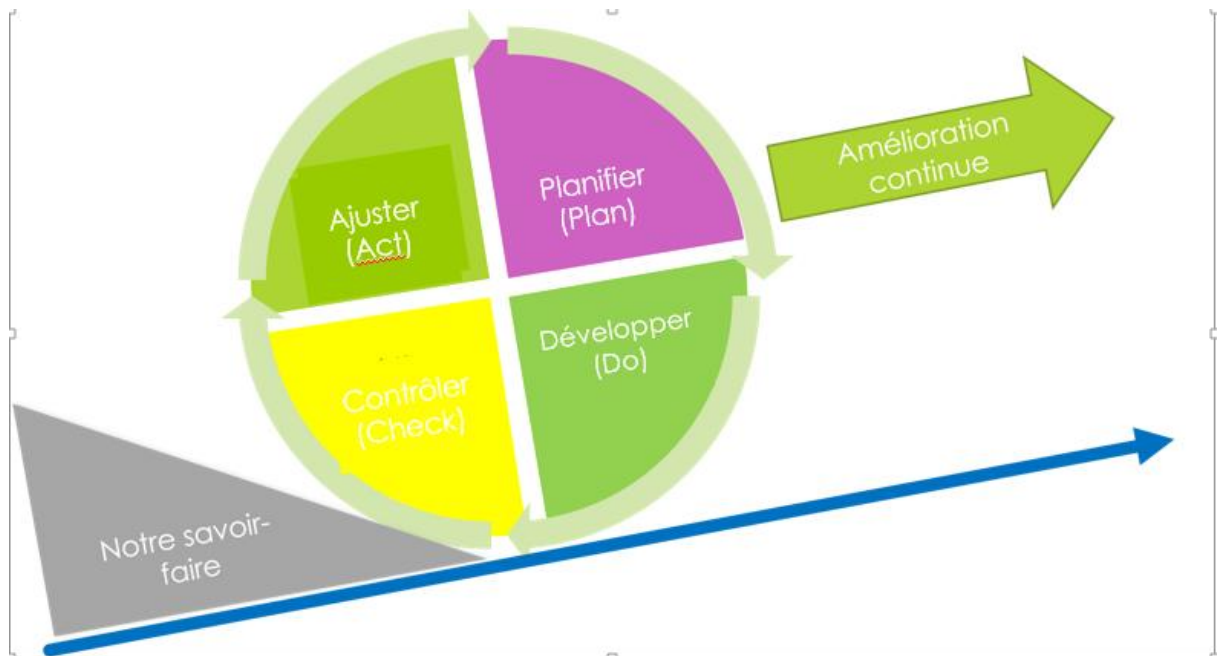 Ajuster
(Act)
Planifier
(Plan)
Amélioration
continue
Développer
(Do)
Contrôler
(Check)
Notre savoir-
faire